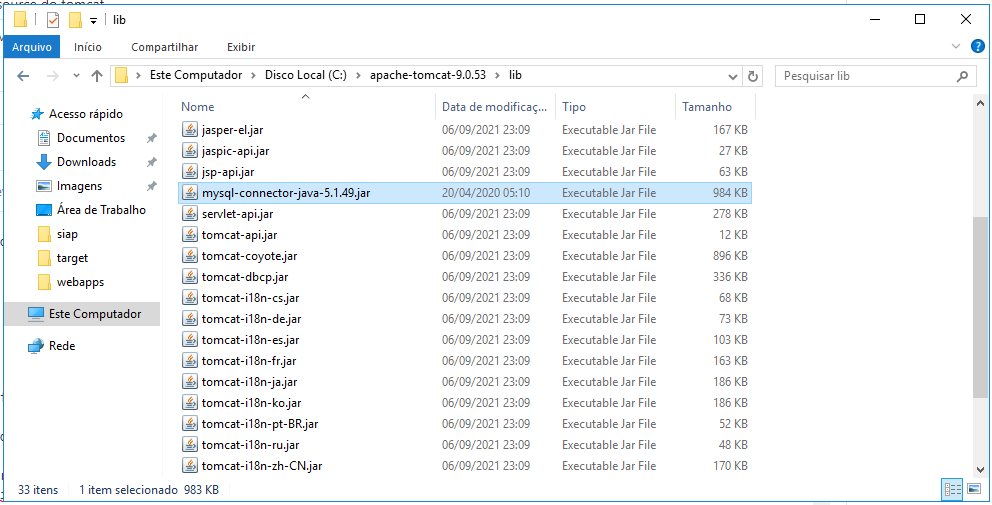 source do tomcat
lib
Arquivo Início Compartilhar Exibir
Este Computador Disco Local (C:) apache-tomcat-9.0.53 lib
Pesquisar lib
Acesso rápido
Documentos
Downloads
Imagens
Área de Trabalho
siap
target
webapps
Este Computador
Rede
Nome Data de modificaç... Tipo Tamanho
jasper-el.jar 06/09/2021 23:09 Executable Jar File 167 KB
jaspic-api.jar 06/09/2021 23:09 Executable Jar File 27 KB
jsp-api.jar 06/09/2021 23:09 Executable Jar File 63 KB
mysql-connector-java-5.1.49.jar 20/04/2020 05:10 Executable Jar File 984 KB
servlet-api.jar 06/09/2021 23:09 Executable Jar File 278 KB
tomcat-api.jar 06/09/2021 23:09 Executable Jar File 12 KB
tomcat-coyote.jar 06/09/2021 23:09 Executable Jar File 896 KB
tomcat-dbcp.jar 06/09/2021 23:09 Executable Jar File 336 KB
tomcat-i18n-cs.jar 06/09/2021 23:09 Executable Jar File 68 KB
tomcat-i18n-de.jar 06/09/2021 23:09 Executable Jar File 73 KB
tomcat-i18n-es.jar 06/09/2021 23:09 Executable Jar File 103 KB
tomcat-i18n-fr.jar 06/09/2021 23:09 Executable Jar File 163 KB
tomcat-i18n-ja.jar 06/09/2021 23:09 Executable Jar File 186 KB
tomcat-i18n-ko.jar 06/09/2021 23:09 Executable Jar File 186 KB
tomcat-i18n-pt-BR.jar 06/09/2021 23:09 Executable Jar File 52 KB
tomcat-i18n-ru.jar 06/09/2021 23:09 Executable Jar File 48 KB
tomcat-i18n-zh-CN.jar 06/09/2021 23:09 Executable Jar File 170 KB
33 itens 1 item selecionado 983 KB